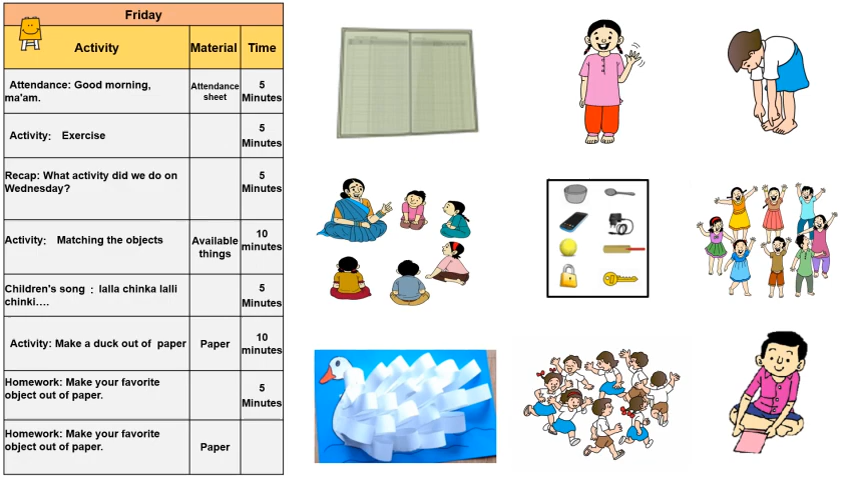 Friday
Activity Material Time
Attendance: Good morning, ma'am. Attendance sheet 5 Minutes
Activity: Exercise 5 Minutes
Recap: What activity did we do on Wednesday? 5 Minutes
Activity: Matching the objects Available things 10 minutes
Children's song : lalla chinka lalli chinki.... 5 Minutes
Activity: Make a duck out of paper Paper 10 minutes
Homework: Make your favorite object out of paper. 5 Minutes
Homework: Make your favorite object out of paper. Paper